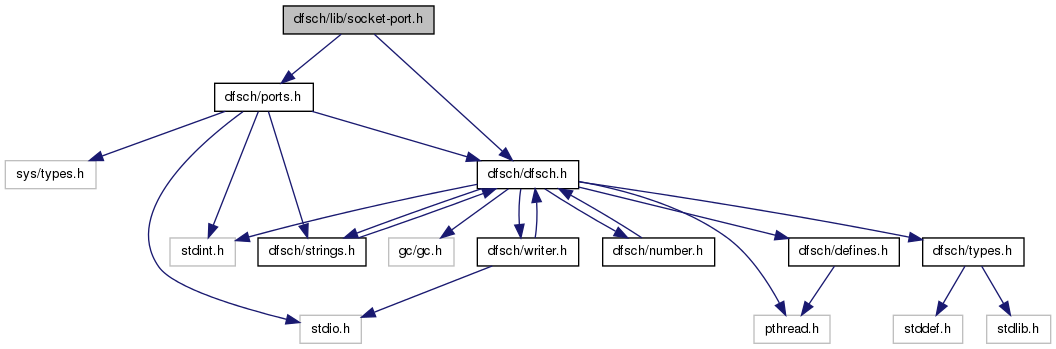 dfsch/lib/socket-port.h
dfsch/ports.h
sys/types.h
dfsch/dfsch.h
stdint.h
dfsch/strings.h
gc/gc.h
dfsch/writer.h
dfsch/number.h
dfsch/defines.h
dfsch/types.h
stdio.h
pthread.h
stddef.h
stdlib.h